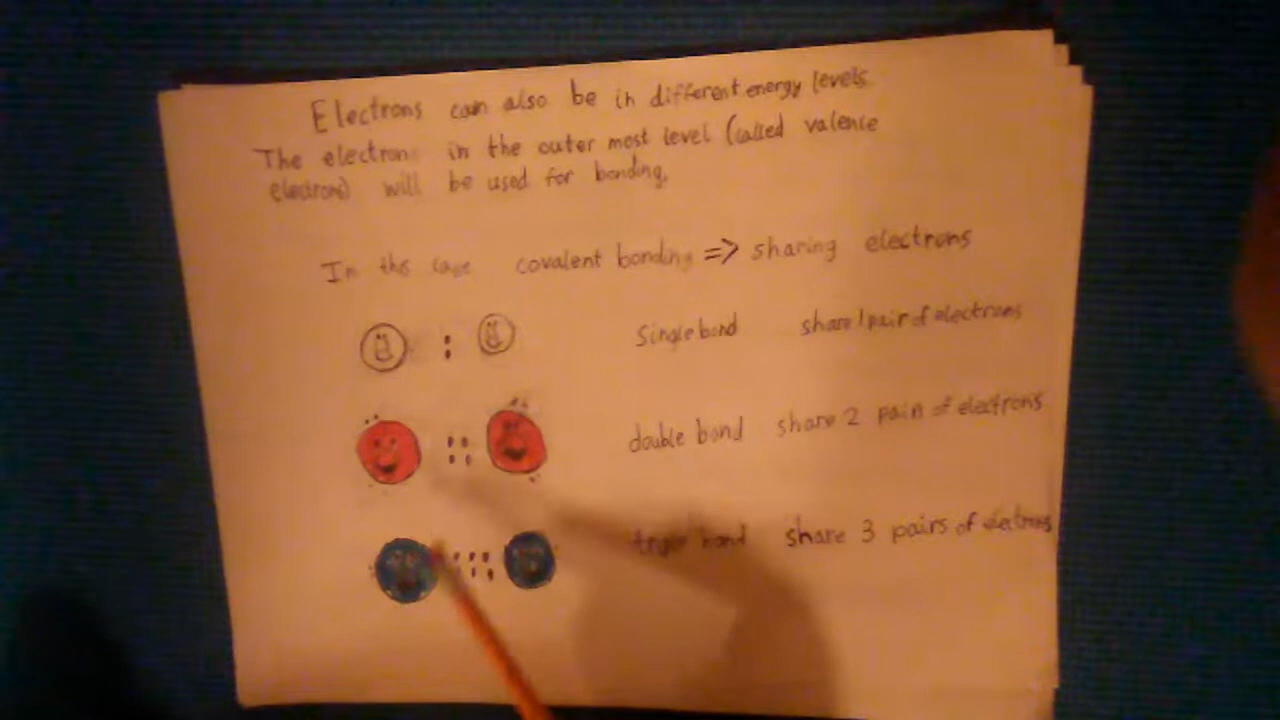 Electrons can also be in different energy levels.
The electrons in the outer most level (called valence
electrons) will be used for bonding.
In this case covalent bonding => sharing electrons
H : H Single bond share 1 pair of electrons
double bond share 2 pair of electrons
triple bond share 3 pairs of electrons